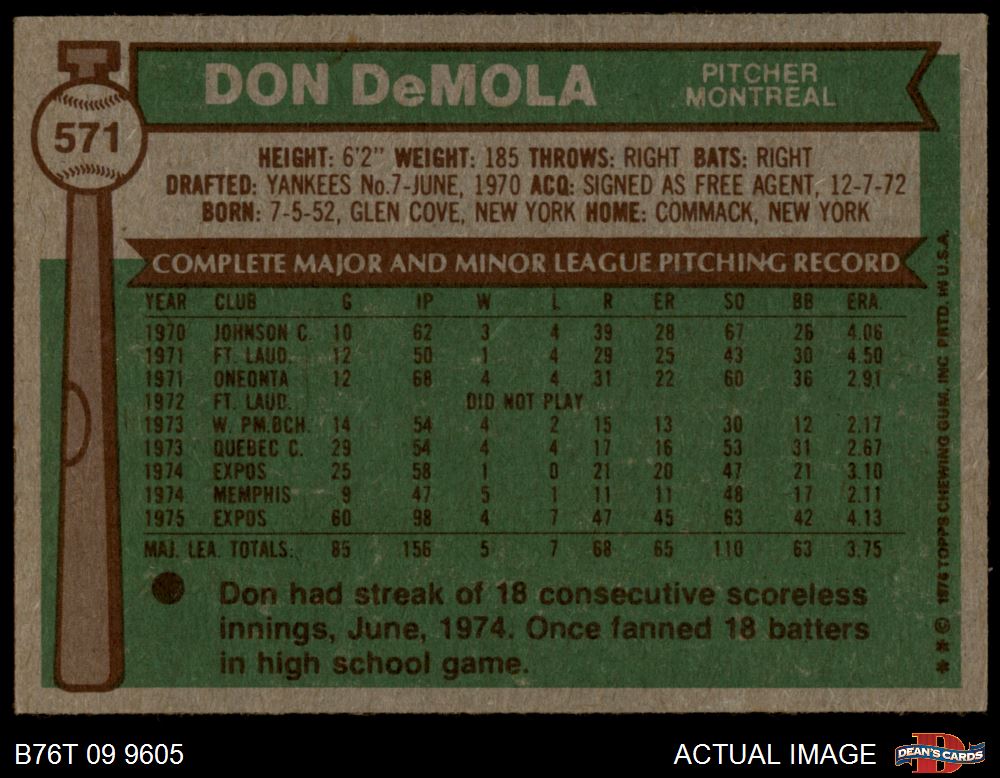 571
DON DeMOLA
PITCHER
MONTREAL
HEIGHT: 6'2" WEIGHT: 185 THROWS: RIGHT BATS: RIGHT
DRAFTED: YANKEES No.7-JUNE, 1970 ACQ: SIGNED AS FREE AGENT, 12-7-72
BORN: 7-5-52, GLEN COVE, NEW YORK HOME: COMMACK, NEW YORK
COMPLETE MAJOR AND MINOR LEAGUE PITCHING RECORD
YEAR CLUB G IP W L R ER SO BB ERA.
1970 JOHNSON C. 10 62 3 4 39 28 67 26 4.06
1971 FT. LAUD. 12 50 1 4 29 25 43 30 4.50
1971 ONEONTA 12 68 4 4 31 22 60 36 2.91
1972 FT. LAUD. DID NOT PLAY
1973 W. PM.BCH. 14 54 4 2 15 13 30 12 2.17
1973 QUEBEC C. 29 54 4 4 17 16 53 31 2.67
1974 EXPOS 25 58 1 0 21 20 47 21 3.10
1974 MEMPHIS 9 47 5 1 11 11 48 17 2.11
1975 EXPOS 60 98 4 7 47 45 63 42 4.13
MAJ. LEA. TOTALS: 85 156 5 7 68 65 110 63 3.75
Don had streak of 18 consecutive scoreless
innings, June, 1974. Once fanned 18 batters
in high school game.
* * © 1976 TOPPS CHEWING GUM, INC. PRTD. IN U.S.A.
B76T 09 9605
ACTUAL IMAGE
DEAN'S CARDS